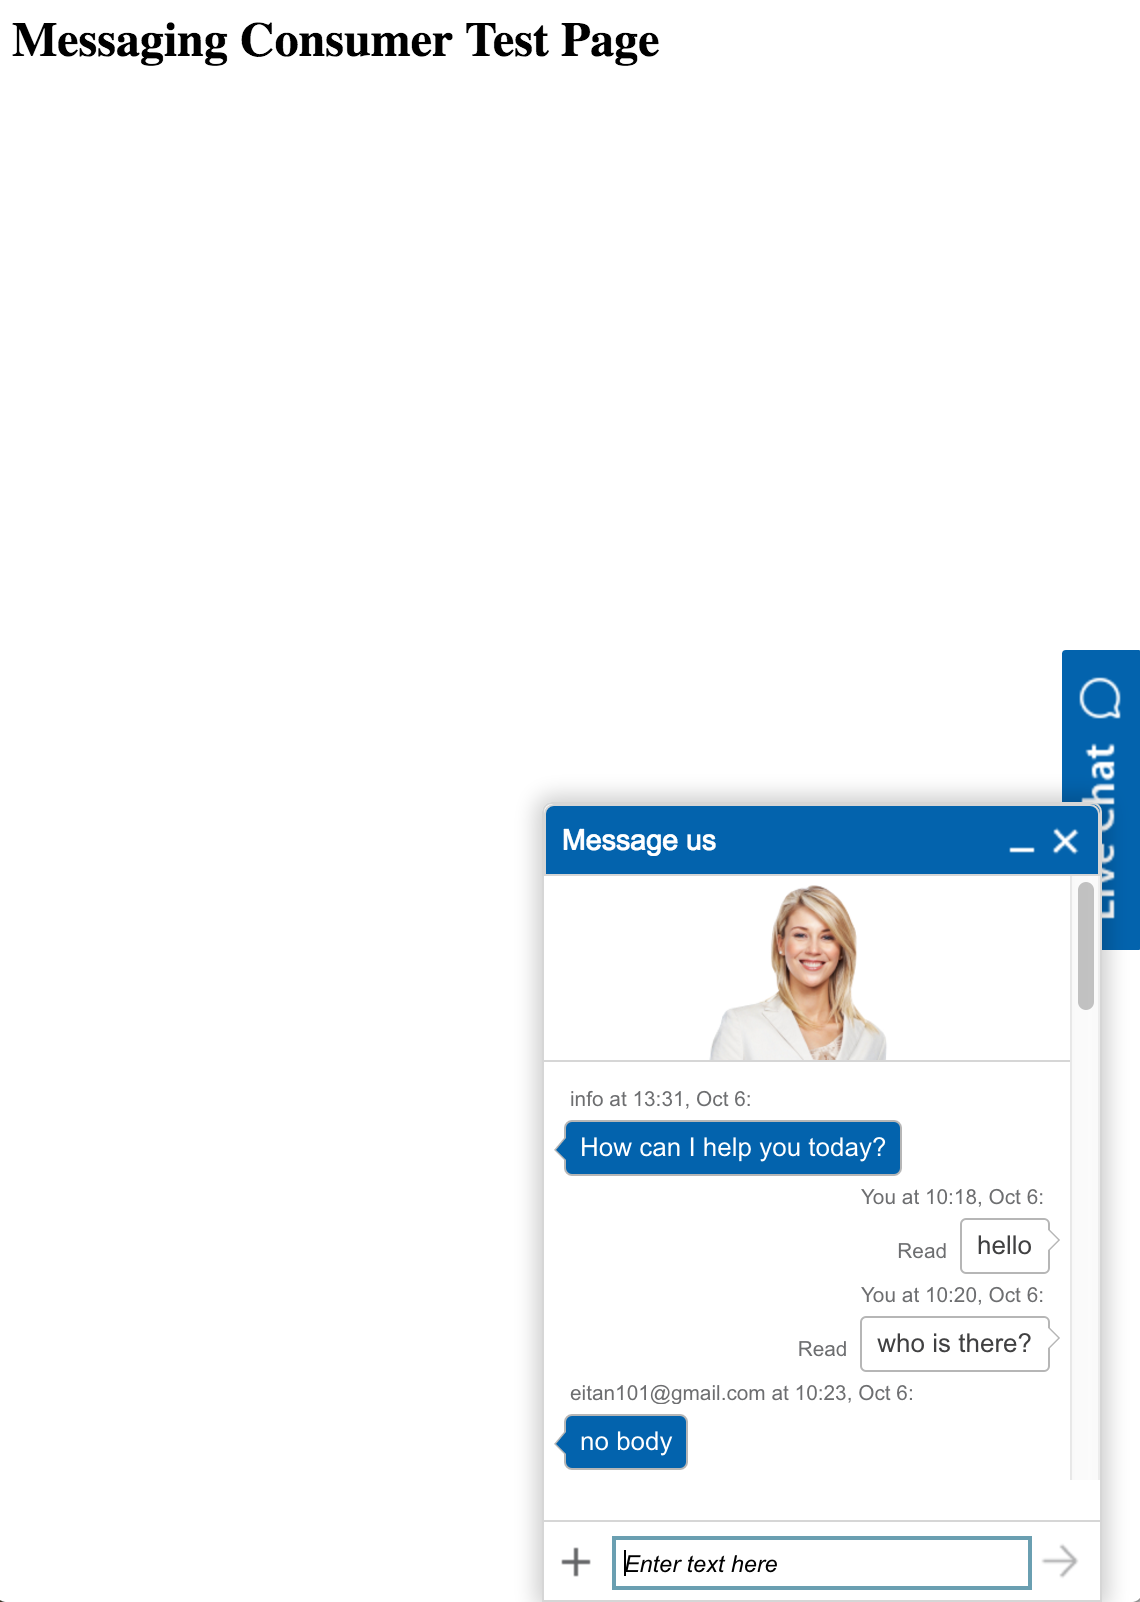 Messaging Consumer Test Page
Live Chat
Message us
info at 13:31, Oct 6:
How can I help you today?
You at 10:18, Oct 6:
Read
hello
You at 10:20, Oct 6:
Read
who is there?
eitan101@gmail.com at 10:23, Oct 6:
no body
Enter text here